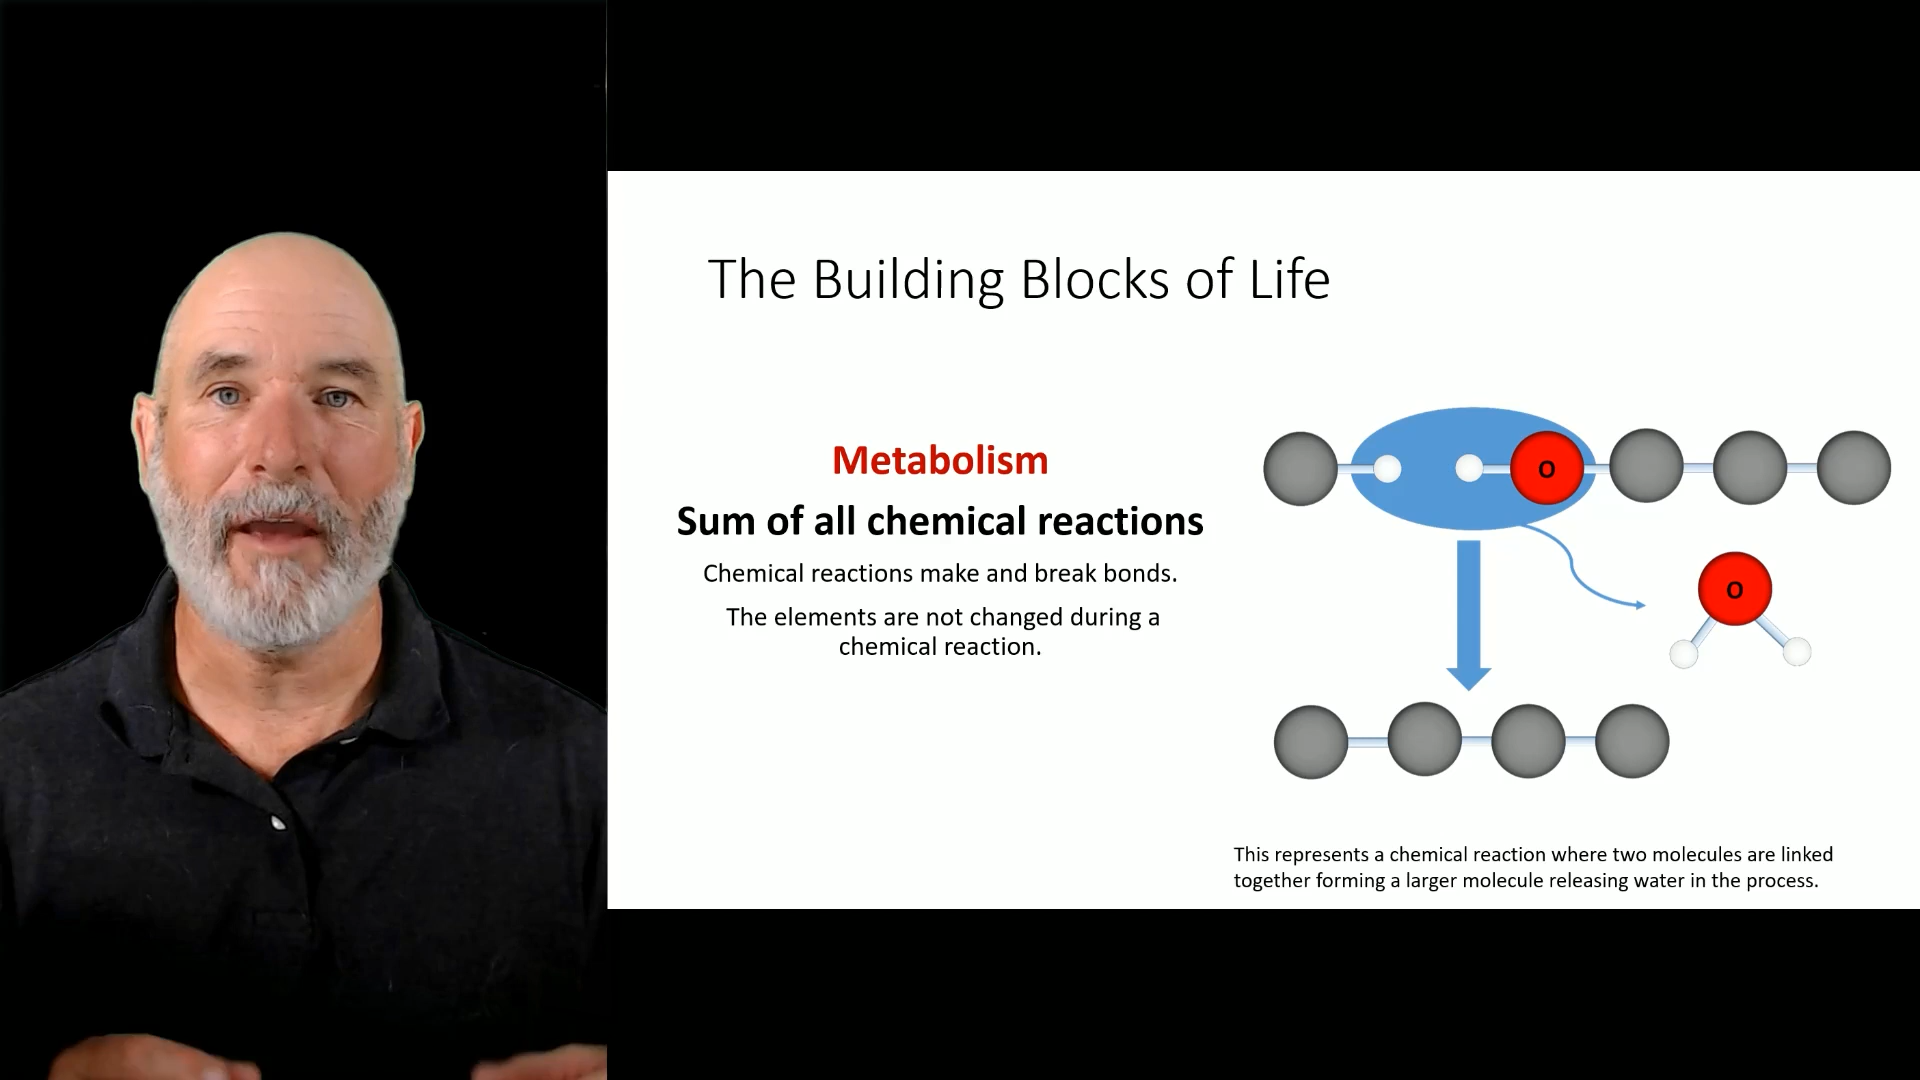 The Building Blocks of Life
Metabolism
Sum of all chemical reactions
Chemical reactions make and break bonds.
The elements are not changed during a
chemical reaction.
O
O
This represents a chemical reaction where two molecules are linked
together forming a larger molecule releasing water in the process.